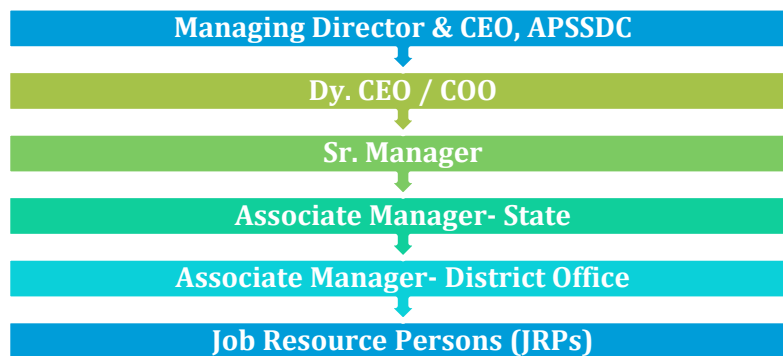 Managing Director & CEO, APSSDC
Dy. CEO / COO
Sr. Manager
Associate Manager- State
Associate Manager- District Office
Job Resource Persons (JRPs)